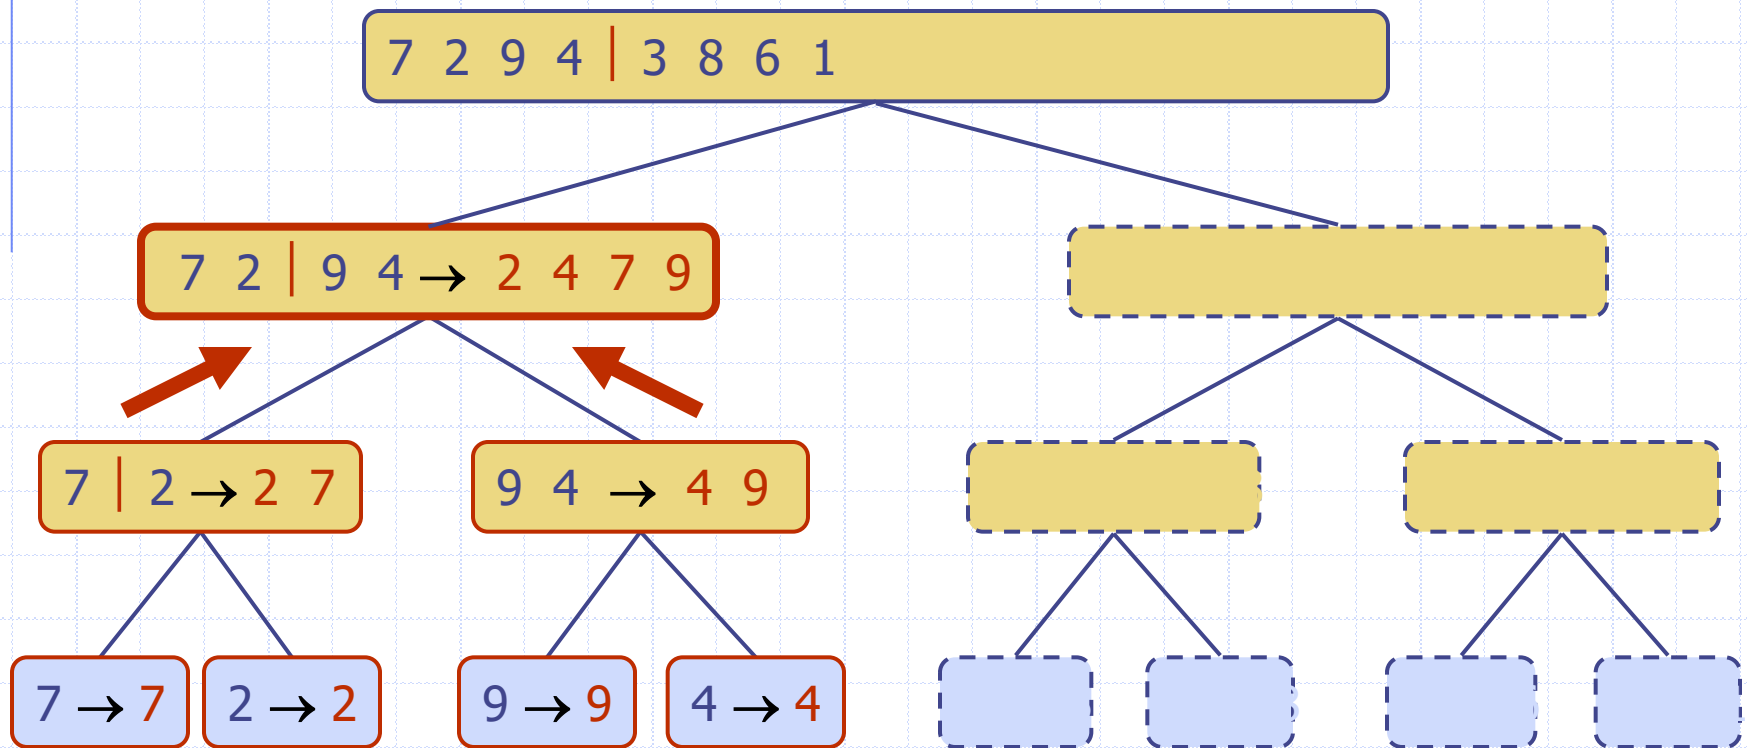 7 2 9 4 | 3 8 6 1
7 2 | 9 4 → 2 4 7 9
7 | 2 → 2 7
9 4 → 4 9
7 → 7
2 → 2
9 → 9
4 → 4